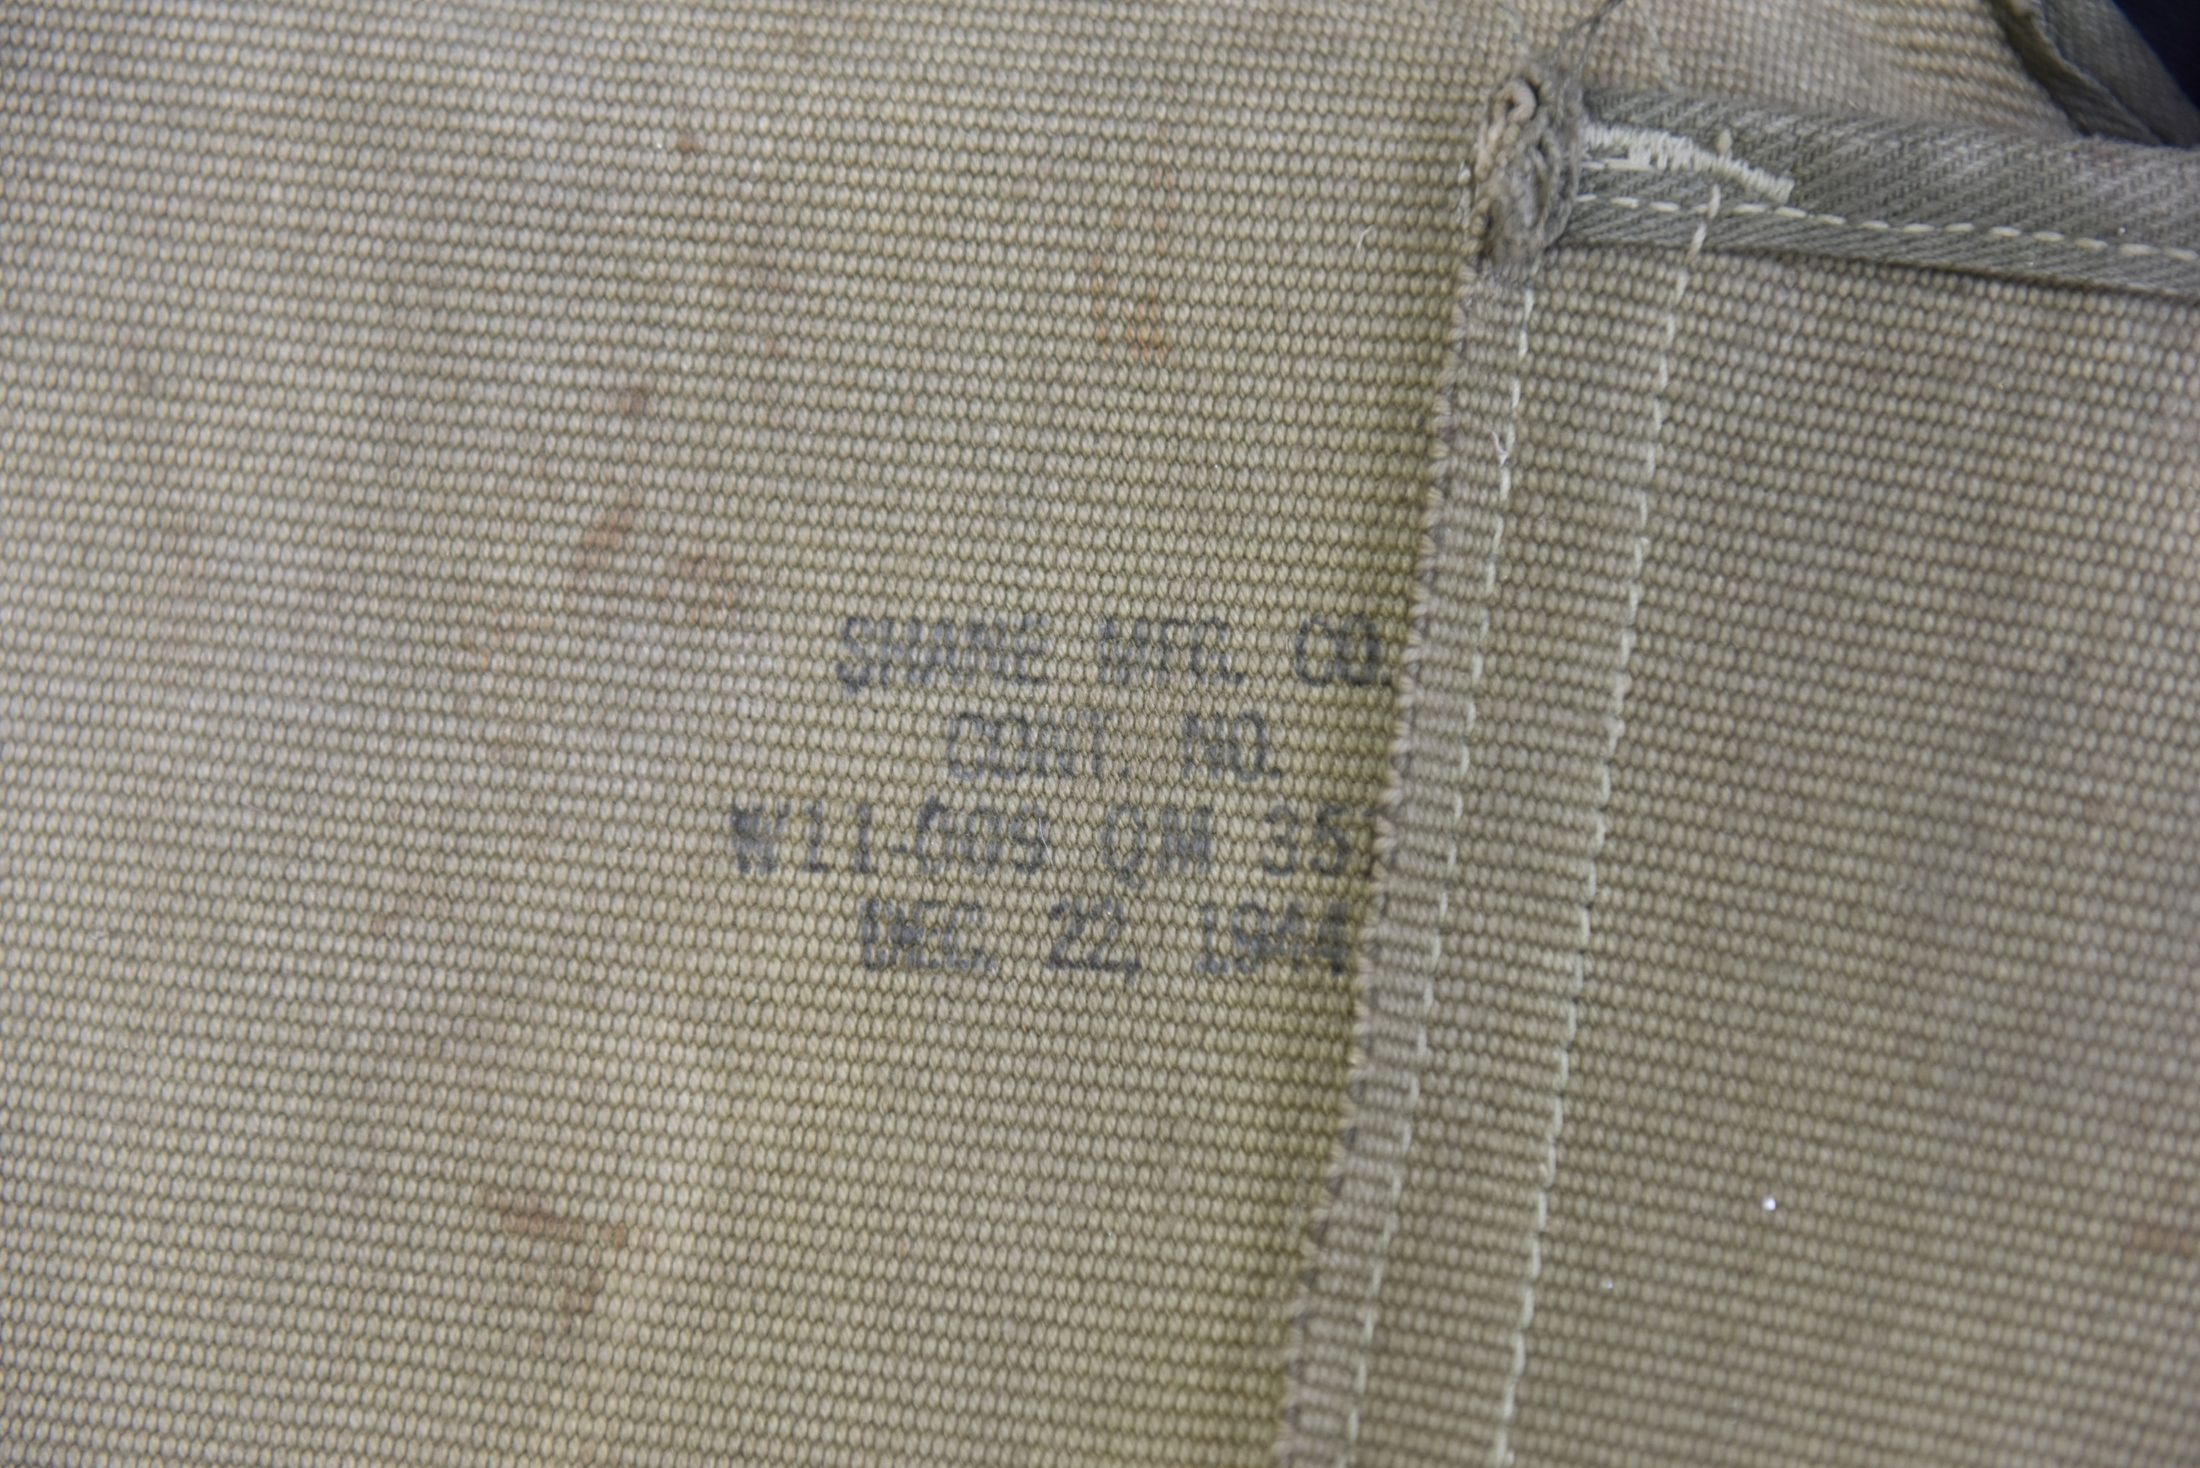 SHANE MFG. CO.
CONT. NO.
W11-009 QM 35
DEC. 22, 1944